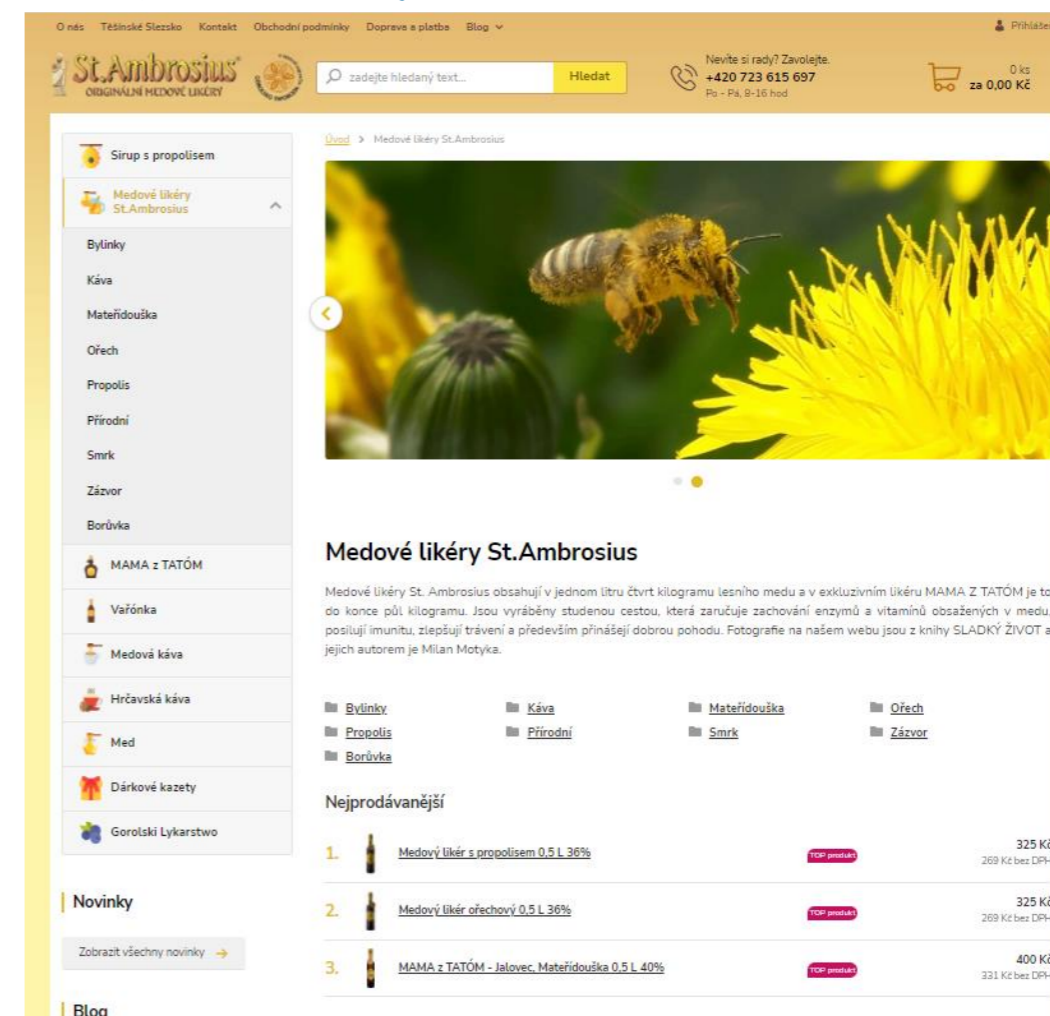 O nás Těšínské Slezsko Kontakt Obchodní podmínky Doprava a platba Blog
Přihláše
St.Ambrosius
ORIGINÁLNÍ MEDOVÉ LIKÉRY
zadejte hledaný text...
Hledat
Nevíte si rady? Zavolejte.
+420 723 615 697
Po - Pá, 8-16 hod
0 ks
za 0,00 Kč
Sirup s propolisem
Medové likéry
St.Ambrosius
Bylinky
Káva
Mateřídouška
Ořech
Propolis
Přírodní
Smrk
Zázvor
Borůvka
MAMA z TATÓM
Vařónka
Medová káva
Hrčavská káva
Med
Dárkové kazety
Gorolski Lykarstwo
Novinky
Zobrazit všechny novinky
Blog
Úvod > Medové likéry St.Ambrosius
Medové likéry St.Ambrosius
Medové likéry St. Ambrosius obsahují v jednom litru čtvrt kilogramu lesního medu a v exkluzivním likéru MAMA Z TATÓM je to
do konce půl kilogramu. Jsou vyráběny studenou cestou, která zaručuje zachování enzymů a vitamínů obsažených v medu,
posilují imunitu, zlepšují trávení a především přinášejí dobrou pohodu. Fotografie na našem webu jsou z knihy SLADKÝ ŽIVOT a
jejich autorem je Milan Motyka.
Bylinky Káva Mateřídouška Ořech
Propolis Přírodní Smrk Zázvor
Borůvka
Nejprodávanější
1. Medový likér s propolisem 0,5 L 36% TOP produkt 325 Kč
269 Kč bez DPH
2. Medový likér ořechový 0,5 L 36% TOP produkt 325 Kč
269 Kč bez DPH
3. MAMA z TATÓM - Jalovec, Mateřídouška 0,5 L 40% TOP produkt 400 Kč
331 Kč bez DPH